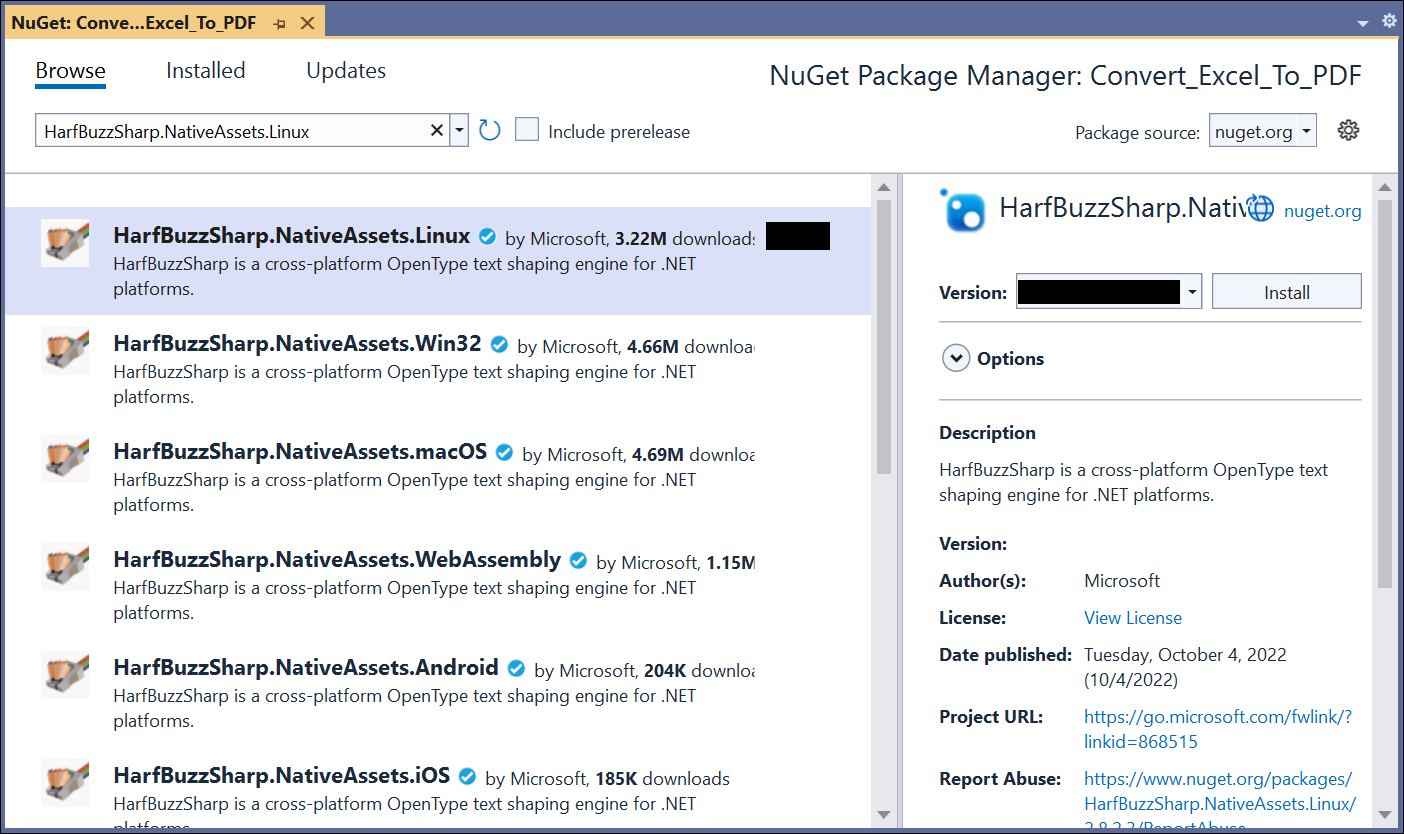 NuGet: Conve...Excel_To_PDF
Browse Installed Updates
NuGet Package Manager: Convert_Excel_To_PDF
HarfBuzzSharp.NativeAssets.Linux
Include prerelease
Package source: nuget.org
HarfBuzzSharp.NativeAssets.Linux by Microsoft, 3.22M downloads
HarfBuzzSharp is a cross-platform OpenType text shaping engine for .NET
platforms.
HarfBuzzSharp.NativeAssets.Win32 by Microsoft, 4.66M downloa
HarfBuzzSharp is a cross-platform OpenType text shaping engine for .NET
platforms.
HarfBuzzSharp.NativeAssets.macOS by Microsoft, 4.69M downloa
HarfBuzzSharp is a cross-platform OpenType text shaping engine for .NET
platforms.
HarfBuzzSharp.NativeAssets.WebAssembly by Microsoft, 1.15M
HarfBuzzSharp is a cross-platform OpenType text shaping engine for .NET
platforms.
HarfBuzzSharp.NativeAssets.Android by Microsoft, 204K downloa
HarfBuzzSharp is a cross-platform OpenType text shaping engine for .NET
platforms.
HarfBuzzSharp.NativeAssets.iOS by Microsoft, 185K downloads
HarfBuzzSharp is a cross-platform OpenType text shaping engine for .NET
platforms.
HarfBuzzSharp.Nativ nuget.org
Version: Install
Options
Description
HarfBuzzSharp is a cross-platform OpenType text
shaping engine for .NET platforms.
Version:
Author(s): Microsoft
License: View License
Date published: Tuesday, October 4, 2022
(10/4/2022)
Project URL: https://go.microsoft.com/fwlink/?
linkid=868515
Report Abuse: https://www.nuget.org/packages/
HarfBuzzSharp.NativeAssets.Linux/
2.8.2.3/ReportAbuse